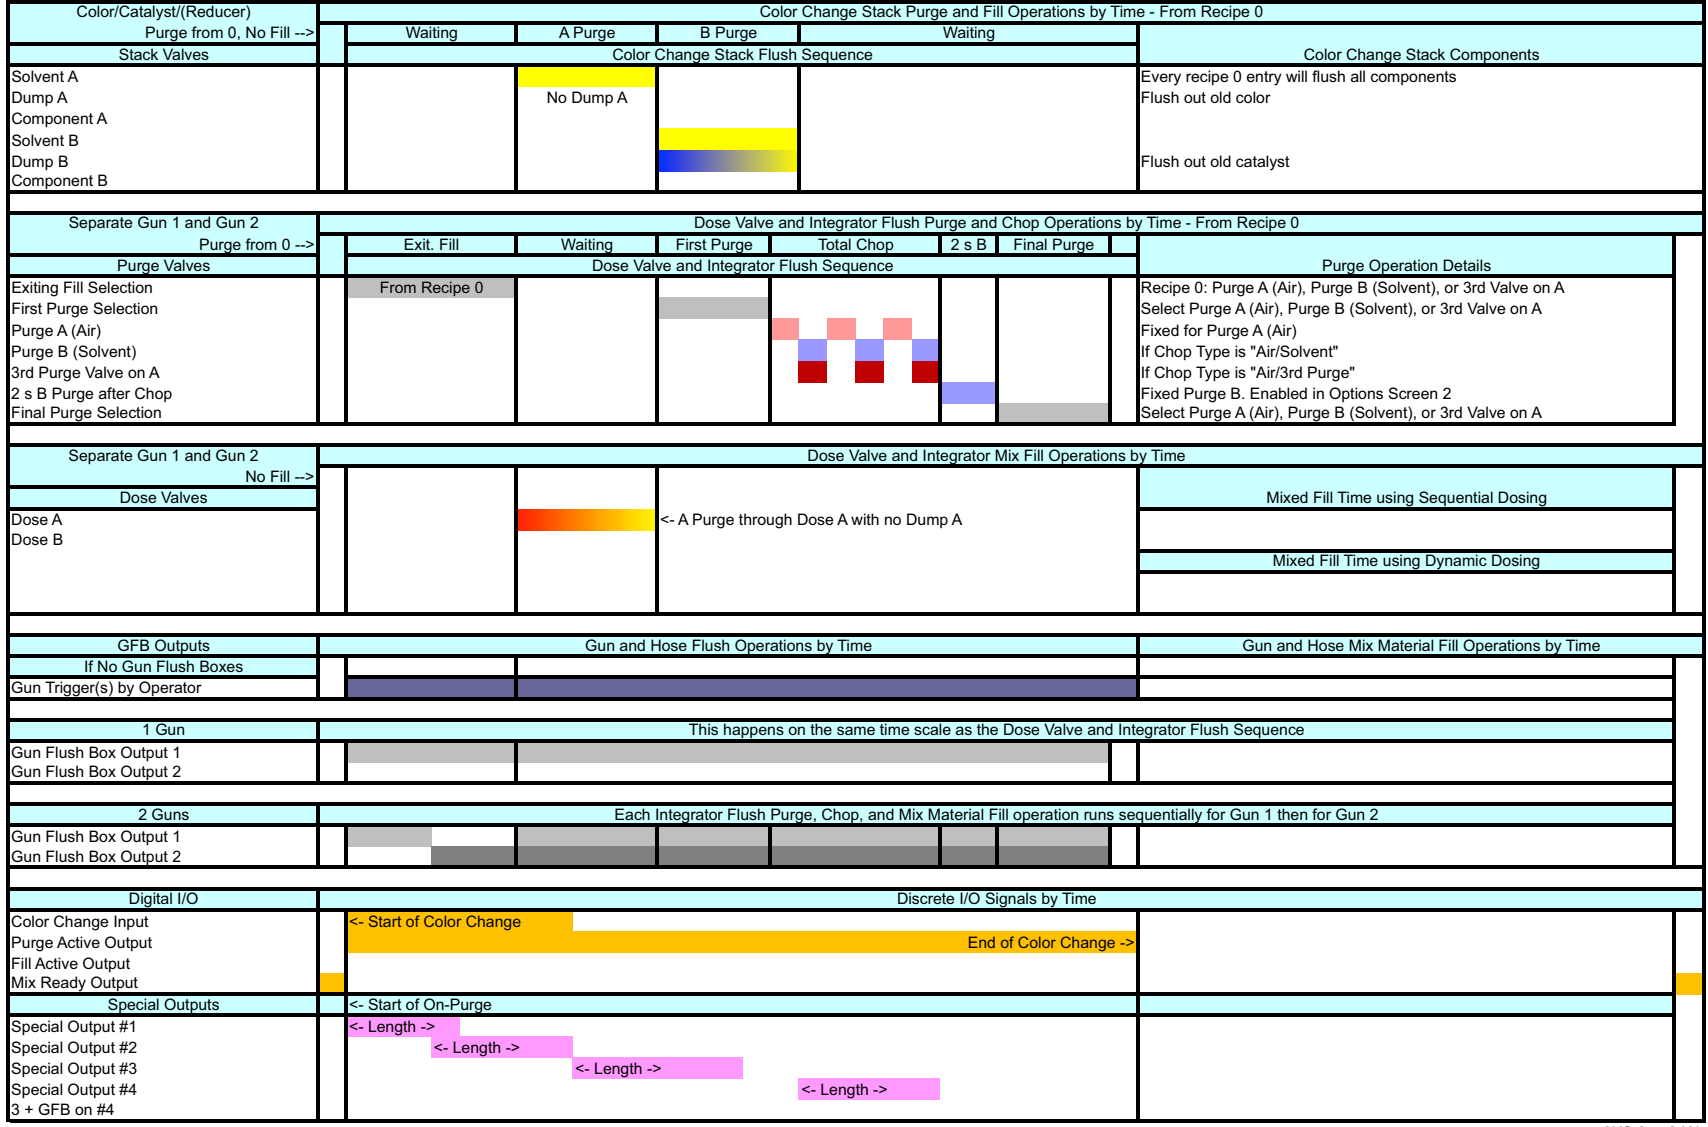 Color/Catalyst/(Reducer) Color Change Stack Purge and Fill Operations by Time - From Recipe 0
Purge from 0, No Fill --> Waiting A Purge B Purge Waiting
Stack Valves Color Change Stack Flush Sequence Color Change Stack Components
Solvent A Every recipe 0 entry will flush all components
Dump A No Dump A Flush out old color
Component A
Solvent B
Dump B Flush out old catalyst
Component B
Separate Gun 1 and Gun 2 Dose Valve and Integrator Flush Purge and Chop Operations by Time - From Recipe 0
Purge from 0 --> Exit. Fill Waiting First Purge Total Chop 2 s B Final Purge
Purge Valves Dose Valve and Integrator Flush Sequence Purge Operation Details
Exiting Fill Selection From Recipe 0 Recipe 0: Purge A (Air), Purge B (Solvent), or 3rd Valve on A
First Purge Selection Select Purge A (Air), Purge B (Solvent), or 3rd Valve on A
Purge A (Air) Fixed for Purge A (Air)
Purge B (Solvent) If Chop Type is "Air/Solvent"
3rd Purge Valve on A If Chop Type is "Air/3rd Purge"
2 s B Purge after Chop Fixed Purge B. Enabled in Options Screen 2
Final Purge Selection Select Purge A (Air), Purge B (Solvent), or 3rd Valve on A
Separate Gun 1 and Gun 2 Dose Valve and Integrator Mix Fill Operations by Time
No Fill -->
Dose Valves Mixed Fill Time using Sequential Dosing
Dose A <- A Purge through Dose A with no Dump A
Dose B
Mixed Fill Time using Dynamic Dosing
GFB Outputs Gun and Hose Flush Operations by Time Gun and Hose Mix Material Fill Operations by Time
If No Gun Flush Boxes
Gun Trigger(s) by Operator
1 Gun This happens on the same time scale as the Dose Valve and Integrator Flush Sequence
Gun Flush Box Output 1
Gun Flush Box Output 2
2 Guns Each Integrator Flush Purge, Chop, and Mix Material Fill operation runs sequentially for Gun 1 then for Gun 2
Gun Flush Box Output 1
Gun Flush Box Output 2
Digital I/O Discrete I/O Signals by Time
Color Change Input <- Start of Color Change
Purge Active Output End of Color Change ->
Fill Active Output
Mix Ready Output
Special Outputs <- Start of On-Purge
Special Output #1 <- Length ->
Special Output #2 <- Length ->
Special Output #3 <- Length ->
Special Output #4 <- Length ->
3 + GFB on #4